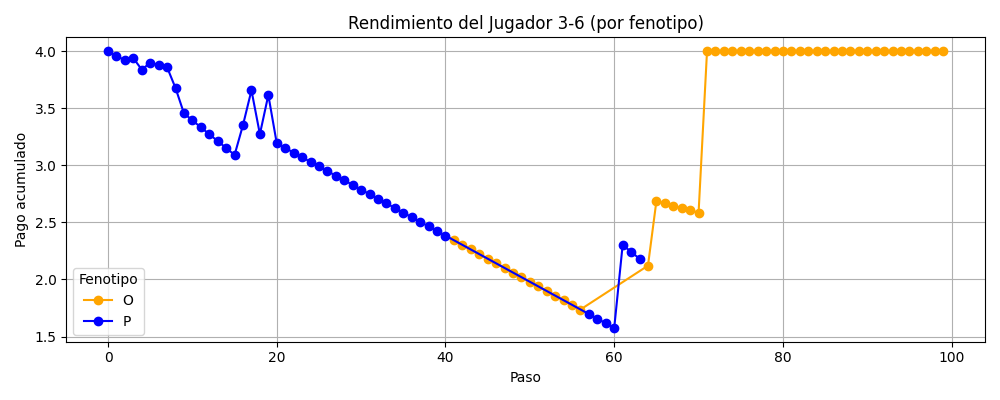 Rendimiento del Jugador 3-6 (por fenotipo)
Pago acumulado
4.0
3.5
3.0
2.5
2.0
1.5
Fenotipo
O
P
0 20 40 60 80 100
Paso